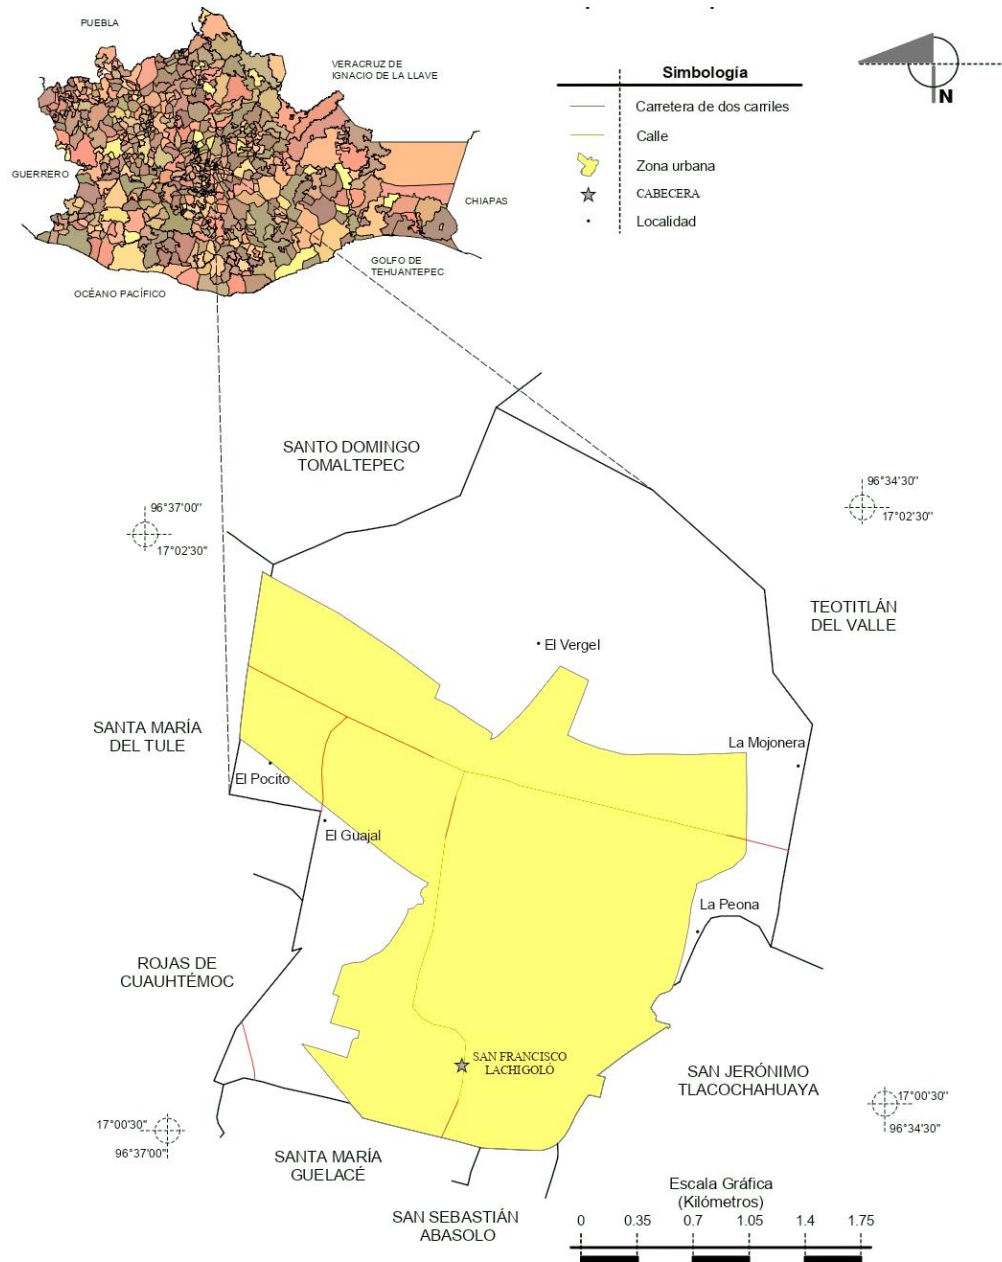 PUEBLA
VERACRUZ DE
IGNACIO DE LA LLAVE
GUERRERO
CHIAPAS
GOLFO DE
TEHUANTEPEC
OCÉANO PACÍFICO
Simbología
Carretera de dos carriles
Calle
Zona urbana
CABECERA
Localidad
N
SANTO DOMINGO
TOMALTEPEC
96°37'00"
17°02'30"
96°34'30"
17°02'30"
TEOTITLÁN
DEL VALLE
El Vergel
SANTA MARÍA
DEL TULE
La Mojonera
El Pocito
El Guajal
La Peona
ROJAS DE
CUAUHTÉMOC
SAN FRANCISCO
LACHIGOLÓ
SAN JERÓNIMO
TLACOCHAHUAYA
17°00'30"
96°34'30"
17°00'30"
96°37'00"
SANTA MARÍA
GUELACÉ
SAN SEBASTIÁN
ABASOLO
Escala Gráfica
(Kilómetros)
0 0.35 0.7 1.05 1.4 1.75